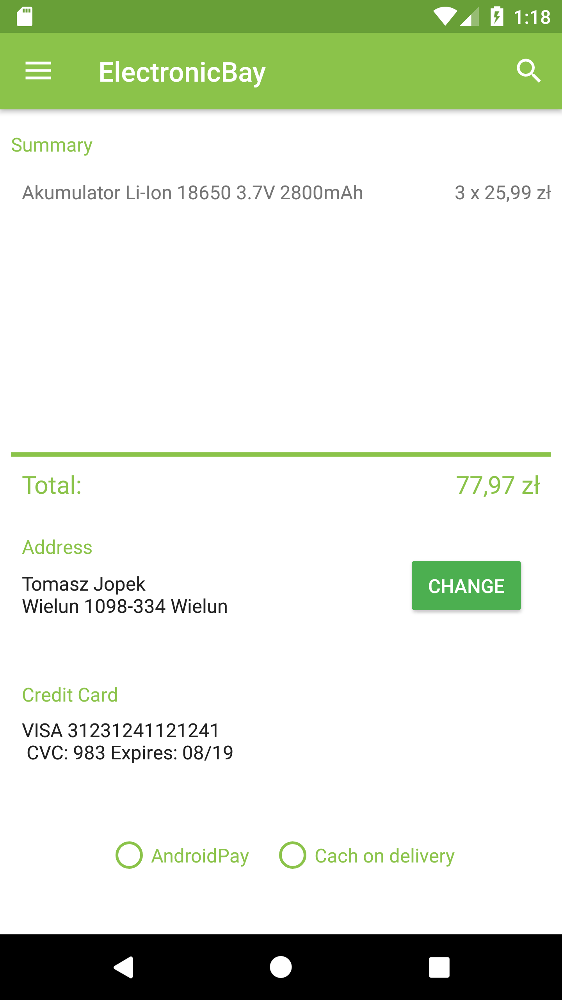 1:18
ElectronicBay
Summary
Akumulator Li-Ion 18650 3.7V 2800mAh 3 x 25,99 zł
Total: 77,97 zł
Address
Tomasz Jopek
Wielun 1098-334 Wielun
CHANGE
Credit Card
VISA 31231241121241
CVC: 983 Expires: 08/19
AndroidPay Cach on delivery